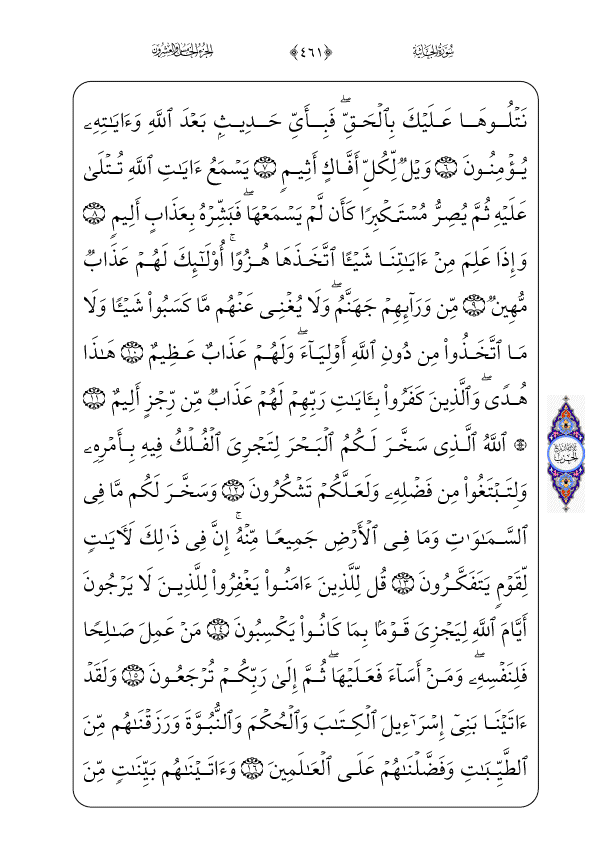 سُورَةُ الجَاثِيَة ﴿٤٦١﴾ الجُزءُ الخَامِسُ وَالعِشرُونَ
نَتۡلُوهَا عَلَيۡكَ بِٱلۡحَقِّۖ فَبِأَيِّ حَدِيثِۭ بَعۡدَ ٱللَّهِ وَءَايَٰتِهِۦ
يُؤۡمِنُونَ ٦ وَيۡلٞ لِّكُلِّ أَفَّاكٍ أَثِيمٖ ٧ يَسۡمَعُ ءَايَٰتِ ٱللَّهِ تُتۡلَىٰ
عَلَيۡهِ ثُمَّ يُصِرُّ مُسۡتَكۡبِرٗا كَأَن لَّمۡ يَسۡمَعۡهَاۖ فَبَشِّرۡهُ بِعَذَابٍ أَلِيمٖ ٨
وَإِذَا عَلِمَ مِنۡ ءَايَٰتِنَا شَيۡـًٔا ٱتَّخَذَهَا هُزُوًاۚ أُوْلَٰٓئِكَ لَهُمۡ عَذَابٞ
مُّهِينٞ ٩ مِّن وَرَآئِهِمۡ جَهَنَّمُۖ وَلَا يُغۡنِي عَنۡهُم مَّا كَسَبُواْ شَيۡـٔٗا وَلَا
مَا ٱتَّخَذُواْ مِن دُونِ ٱللَّهِ أَوۡلِيَآءَۖ وَلَهُمۡ عَذَابٌ عَظِيمٌ ١٠ هَٰذَا
هُدٗىۖ وَٱلَّذِينَ كَفَرُواْ بِـَٔايَٰتِ رَبِّهِمۡ لَهُمۡ عَذَابٞ مِّن رِّجۡزٍ أَلِيمٌ ١١
۞ ٱللَّهُ ٱلَّذِي سَخَّرَ لَكُمُ ٱلۡبَحۡرَ لِتَجۡرِيَ ٱلۡفُلۡكُ فِيهِ بِأَمۡرِهِۦ
وَلِتَبۡتَغُواْ مِن فَضۡلِهِۦ وَلَعَلَّكُمۡ تَشۡكُرُونَ ١٢ وَسَخَّرَ لَكُم مَّا فِي
ٱلسَّمَٰوَٰتِ وَمَا فِي ٱلۡأَرۡضِ جَمِيعٗا مِّنۡهُۚ إِنَّ فِي ذَٰلِكَ لَأٓيَٰتٖ
لِّقَوۡمٖ يَتَفَكَّرُونَ ١٣ قُل لِّلَّذِينَ ءَامَنُواْ يَغۡفِرُواْ لِلَّذِينَ لَا يَرۡجُونَ
أَيَّامَ ٱللَّهِ لِيَجۡزِيَ قَوۡمَۢا بِمَا كَانُواْ يَكۡسِبُونَ ١٤ مَنۡ عَمِلَ صَٰلِحٗا
فَلِنَفۡسِهِۦۖ وَمَنۡ أَسَآءَ فَعَلَيۡهَاۖ ثُمَّ إِلَىٰ رَبِّكُمۡ تُرۡجَعُونَ ١٥ وَلَقَدۡ
ءَاتَيۡنَا بَنِيٓ إِسۡرَٰٓءِيلَ ٱلۡكِتَٰبَ وَٱلۡحُكۡمَ وَٱلنُّبُوَّةَ وَرَزَقۡنَٰهُم مِّنَ
ٱلطَّيِّبَٰتِ وَفَضَّلۡنَٰهُمۡ عَلَى ٱلۡعَٰلَمِينَ ١٦ وَءَاتَيۡنَٰهُم بَيِّنَٰتٖ مِّنَ